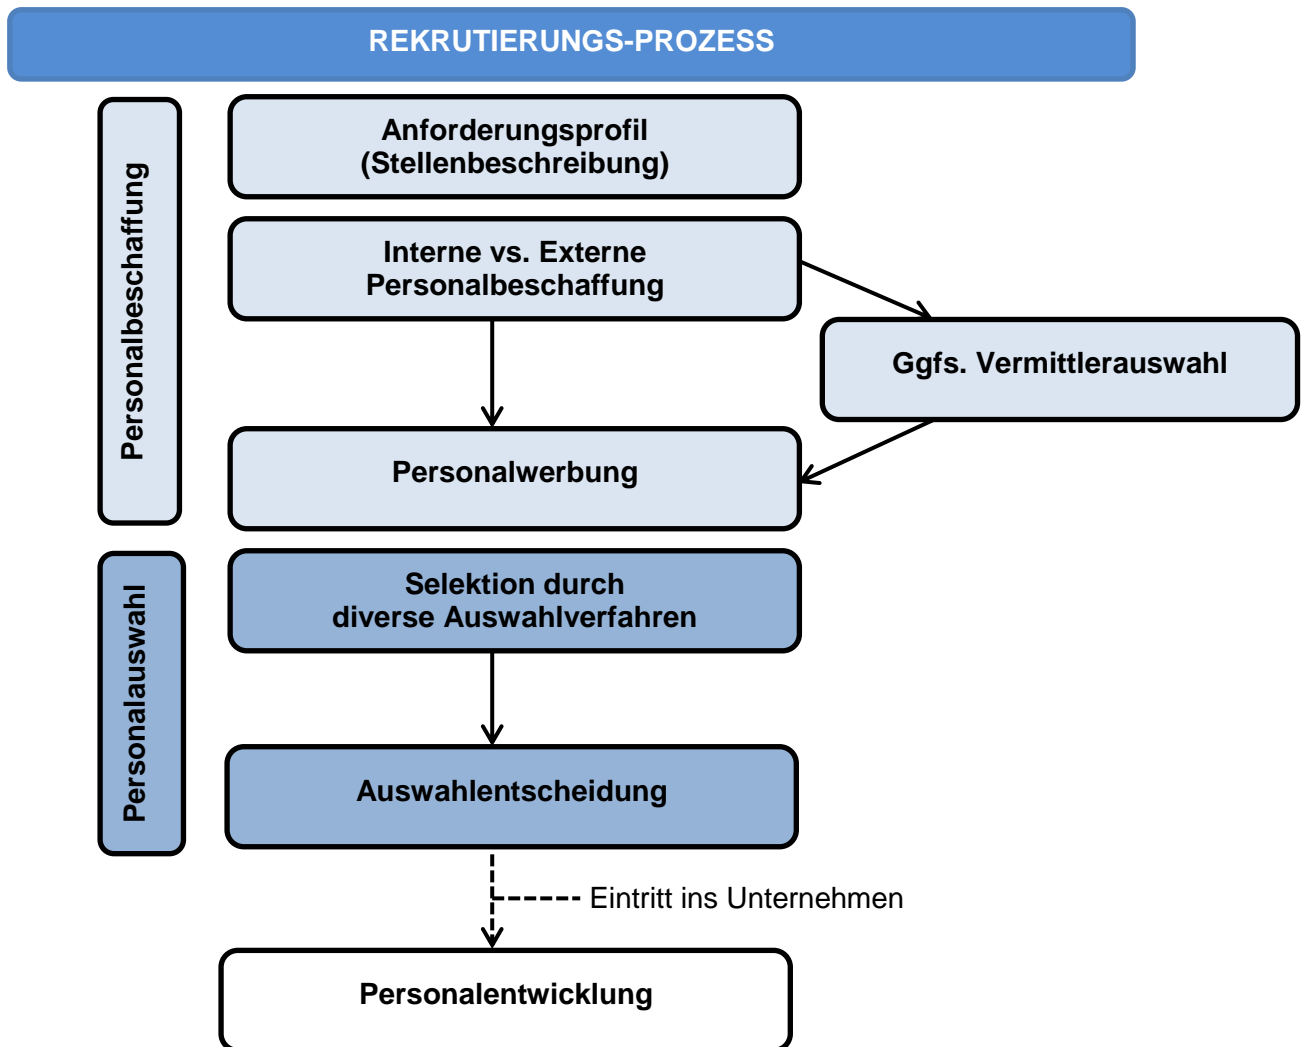 REKRUTIERUNGS-PROZESS
Personalbeschaffung
Anforderungsprofil
(Stellenbeschreibung)
Interne vs. Externe
Personalbeschaffung
Ggfs. Vermittlerauswahl
Personalwerbung
Personalauswahl
Selektion durch
diverse Auswahlverfahren
Auswahlentscheidung
Eintritt ins Unternehmen
Personalentwicklung